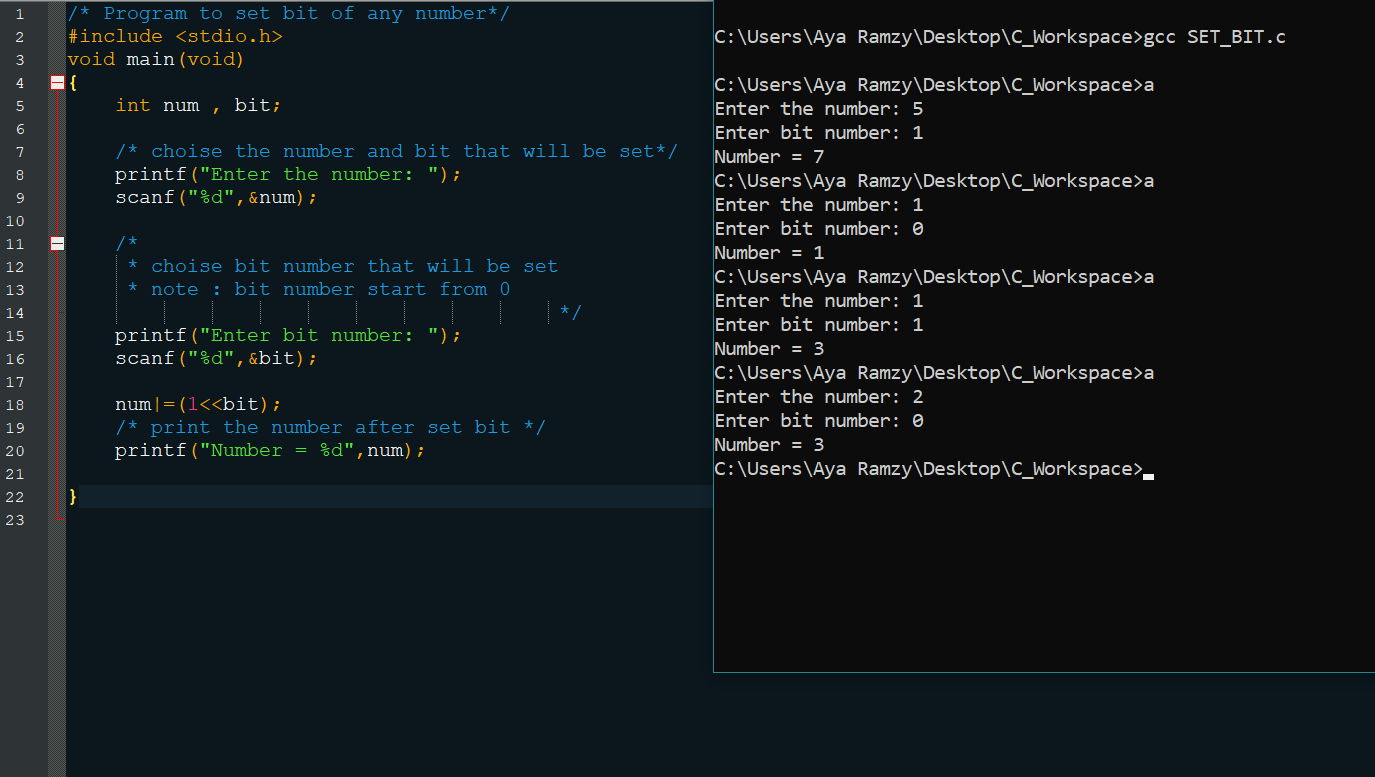 1 /* Program to set bit of any number*/
2 #include <stdio.h>
3 void main(void)
4 {
5 int num , bit;
6
7 /* choise the number and bit that will be set*/
8 printf("Enter the number: ");
9 scanf("%d",&num);
10
11 /*
12 * choise bit number that will be set
13 * note : bit number start from 0
14 */
15 printf("Enter bit number: ");
16 scanf("%d",&bit);
17
18 num|=(1<<bit);
19 /* print the number after set bit */
20 printf("Number = %d",num);
21
22 }
23
C:\Users\Aya Ramzy\Desktop\C_Workspace>gcc SET_BIT.c
C:\Users\Aya Ramzy\Desktop\C_Workspace>a
Enter the number: 5
Enter bit number: 1
Number = 7
C:\Users\Aya Ramzy\Desktop\C_Workspace>a
Enter the number: 1
Enter bit number: 0
Number = 1
C:\Users\Aya Ramzy\Desktop\C_Workspace>a
Enter the number: 1
Enter bit number: 1
Number = 3
C:\Users\Aya Ramzy\Desktop\C_Workspace>a
Enter the number: 2
Enter bit number: 0
Number = 3
C:\Users\Aya Ramzy\Desktop\C_Workspace>